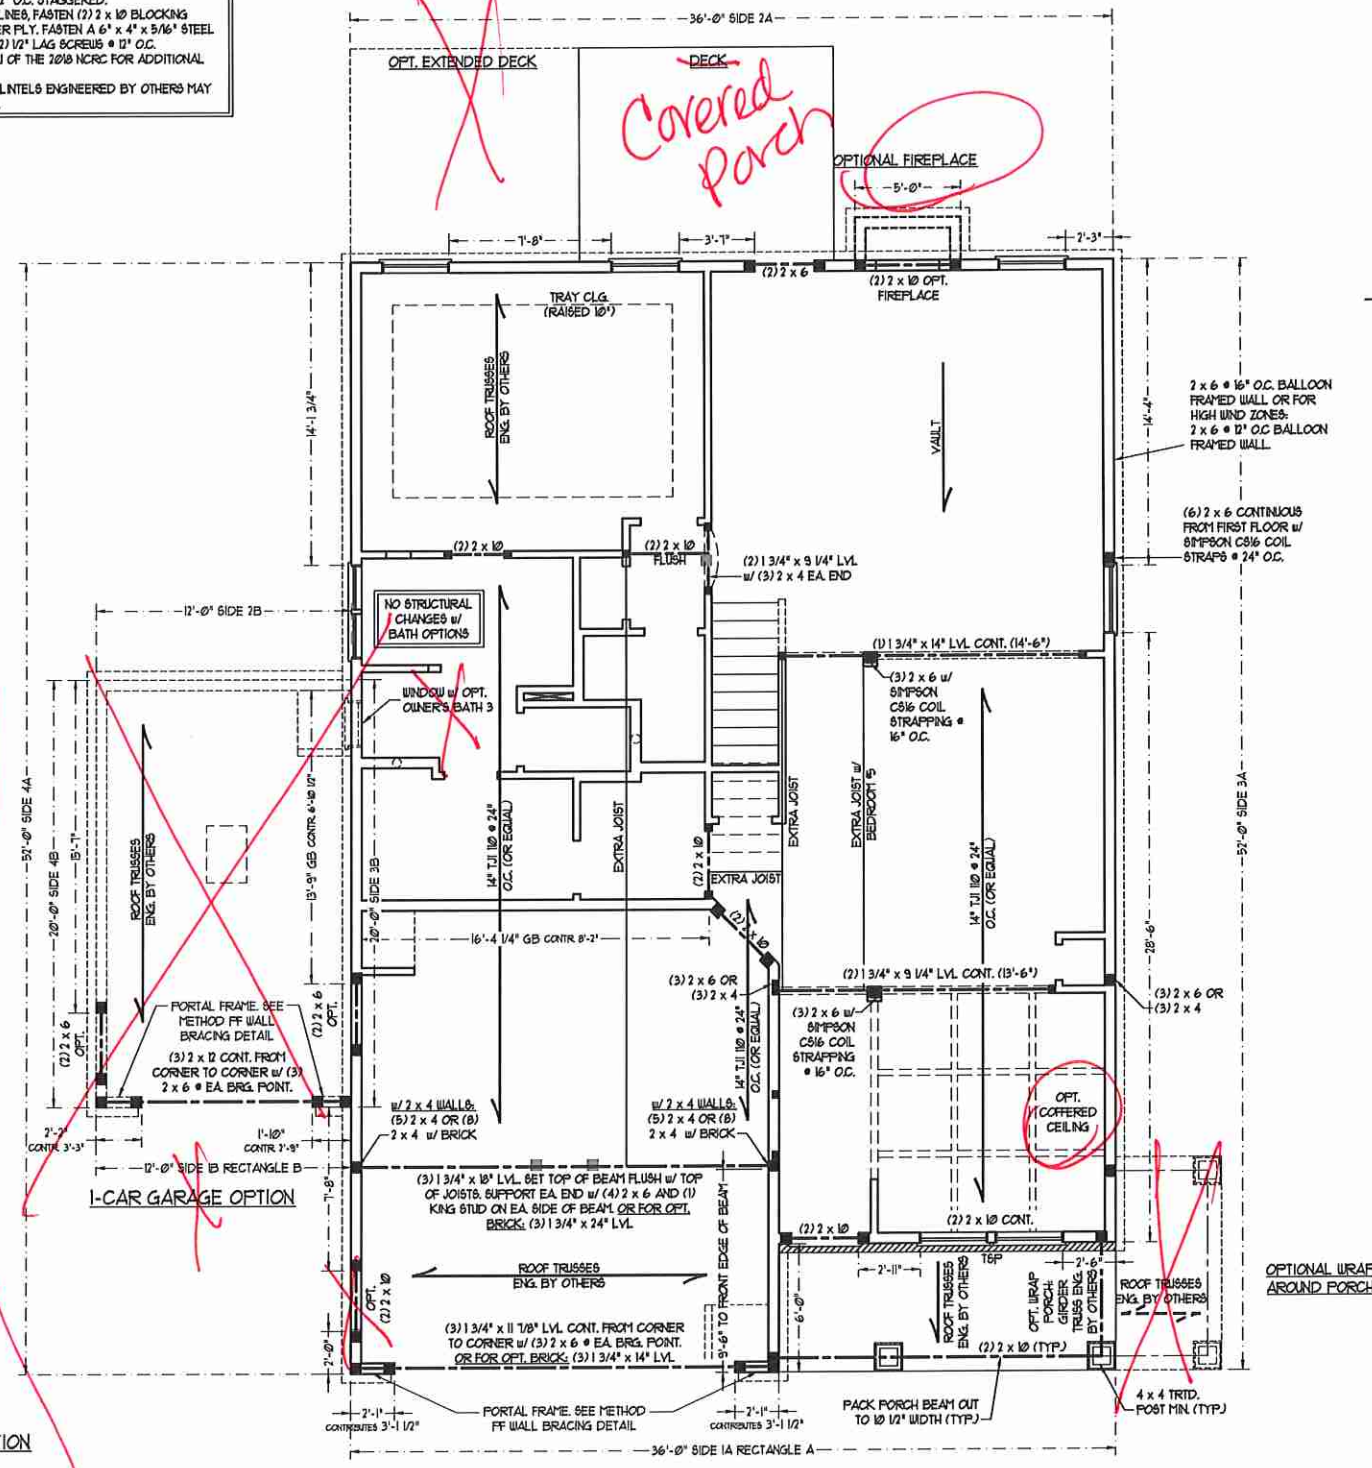 2" O.C. STAGGERED.
LINES, FASTEN (2) 2 x 10 BLOCKING
ER PLY. FASTEN A 6" x 4" x 5/16" STEEL
(2) 1/2" LAG SCREWS @ 12" O.C.
OF THE 2018 NCRC FOR ADDITIONAL
LINTELS ENGINEERED BY OTHERS MAY
36'-0" SIDE 2A
OPT. EXTENDED DECK
DECK
Covered
Porch
OPTIONAL FIREPLACE
5'-0"
7'-8"
3'-7"
2'-3"
(2) 2 x 6
(2) 2 x 10 OPT.
FIREPLACE
TRAY CLG.
(RAISED 10")
ROOF TRUSSES
ENG. BY OTHERS
VAULT
14'-1 3/4"
14'-4"
2 x 6 @ 16" O.C. BALLOON
FRAMED WALL OR FOR
HIGH WIND ZONES:
2 x 6 @ 12" O.C BALLOON
FRAMED WALL
(6) 2 x 6 CONTINUOUS
FROM FIRST FLOOR w/
SIMPSON CS16 COIL
STRAPS @ 24" O.C.
(2) 2 x 10
(2) 2 x 10
FLUSH
(2) 1 3/4" x 9 1/4" LVL
w/ (3) 2 x 4 EA. END
12'-0" SIDE 2B
NO STRUCTURAL
CHANGES w/
BATH OPTIONS
(1) 1 3/4" x 14" LVL CONT. (14'-6")
(3) 2 x 6 w/
SIMPSON
CS16 COIL
STRAPPING @
16" O.C.
WINDOW w/ OPT.
OWNER'S BATH 3
52'-0" SIDE 4A
20'-0" SIDE 4B
15'-7"
ROOF TRUSSES
ENG. BY OTHERS
13'-9" GB CONTR. 6'-10 1/2"
20'-0" SIDE 3B
14" TJI 110 @ 24"
O.C. (OR EQUAL)
EXTRA JOIST
(2) 2 x 10
EXTRA JOIST
EXTRA JOIST
EXTRA JOIST w/
BEDROOM #5
14" TJI 110 @ 24"
O.C. (OR EQUAL)
52'-0" SIDE 3A
28'-6"
(2) 2 x 10
16'-4 1/4" GB CONTR. 8'-2"
(3) 2 x 6 OR
(3) 2 x 4
(2) 1 3/4" x 9 1/4" LVL CONT. (13'-6")
(3) 2 x 6 OR
(3) 2 x 4
(3) 2 x 6 w/
SIMPSON
CS16 COIL
STRAPPING
@ 16" O.C.
14" TJI 110 @ 24"
O.C. (OR EQUAL)
PORTAL FRAME. SEE
METHOD PF WALL
BRACING DETAIL
(2) 2 x 6
OPT.
(2) 2 x 6
OPT.
(3) 2 x 12 CONT. FROM
CORNER TO CORNER w/ (3)
2 x 6 @ EA. BRG. POINT.
OPT.
COFFERED
CEILING
w/ 2 x 4 WALLS:
(5) 2 x 4 OR (8)
2 x 4 w/ BRICK
w/ 2 x 4 WALLS:
(5) 2 x 4 OR (8)
2 x 4 w/ BRICK
2'-2"
CONTR. 3'-3"
1'-10"
CONTR. 2'-9"
12'-0" SIDE 1B RECTANGLE B
1-CAR GARAGE OPTION
7'-8"
(3) 1 3/4" x 18" LVL. SET TOP OF BEAM FLUSH w/ TOP
OF JOISTS. SUPPORT EA. END w/ (4) 2 x 6 AND (1)
KING STUD ON EA. SIDE OF BEAM. OR FOR OPT.
BRICK: (3) 1 3/4" x 24" LVL
9'-6" TO FRONT EDGE OF BEAM
(2) 2 x 10
(2) 2 x 10 CONT.
2'-11"
2'-6"
ROOF TRUSSES
ENG. BY OTHERS
OPT.
(2) 2 x 10
6'-0"
ROOF TRUSSES
ENG. BY OTHERS
OPT. WRAP
PORCH:
GIRDER
TRUSS ENG.
BY OTHERS
ROOF TRUSSES
ENG. BY OTHERS
OPTIONAL WRAP
AROUND PORCH
(3) 1 3/4" x 11 7/8" LVL CONT. FROM CORNER
TO CORNER w/ (3) 2 x 6 @ EA. BRG. POINT.
OR FOR OPT. BRICK: (3) 1 3/4" x 14" LVL
2'-0"
(2) 2 x 10 (TYP.)
2'-1"
CONTRIBUTES 3'-1 1/2"
PORTAL FRAME. SEE METHOD
PF WALL BRACING DETAIL
2'-1"
CONTRIBUTES 3'-1 1/2"
PACK PORCH BEAM OUT
TO 10 1/2" WIDTH (TYP.)
4 x 4 TRTD.
POST MIN. (TYP.)
36'-0" SIDE 1A RECTANGLE A
TION